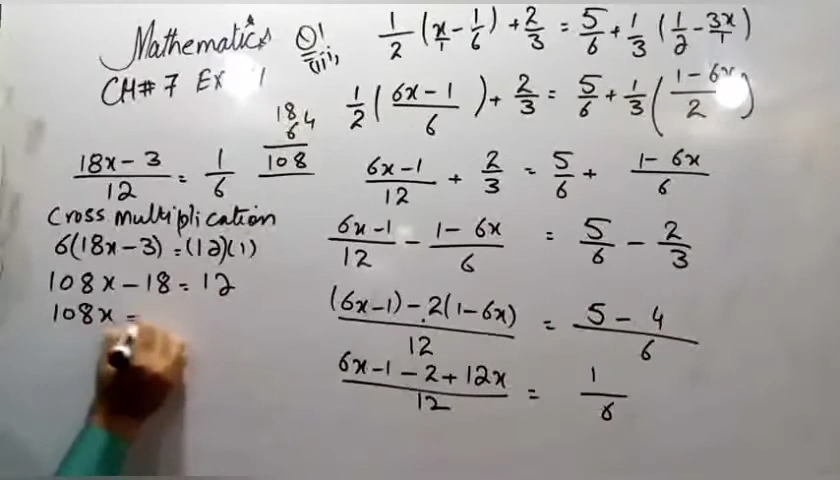 Mathematics
CH# 7 Ex 1
Q1
(ii),
1/2 (x/1 - 1/6) + 2/3 = 5/6 + 1/3 (1/2 - 3x/1)
1/2 ( (6x - 1)/6 ) + 2/3 = 5/6 + 1/3 ( (1 - 6x)/2 )
(6x - 1)/12 + 2/3 = 5/6 + (1 - 6x)/6
(6x - 1)/12 - (1 - 6x)/6 = 5/6 - 2/3
((6x - 1) - 2(1 - 6x))/12 = (5 - 4)/6
(6x - 1 - 2 + 12x)/12 = 1/6
18 4
6
108
(18x - 3)/12 = 1/6
Cross multiplication
6(18x - 3) = (12)(1)
108x - 18 = 12
108x =